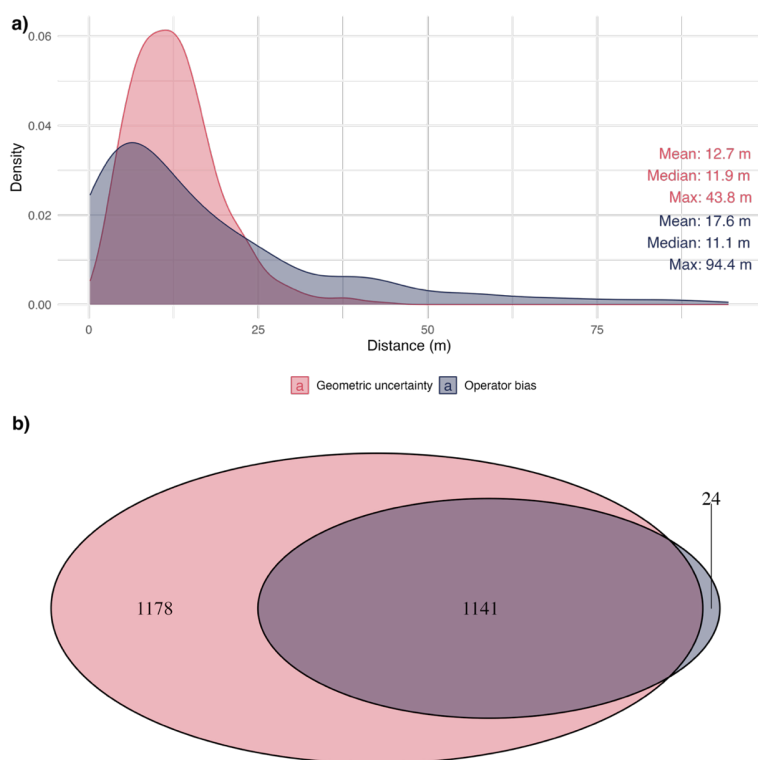 a)
0.06
0.04
0.02
0.00
Density
Mean: 12.7 m
Median: 11.9 m
Max: 43.8 m
Mean: 17.6 m
Median: 11.1 m
Max: 94.4 m
0 25 50 75
Distance (m)
a Geometric uncertainty a Operator bias
b)
24
1178 1141